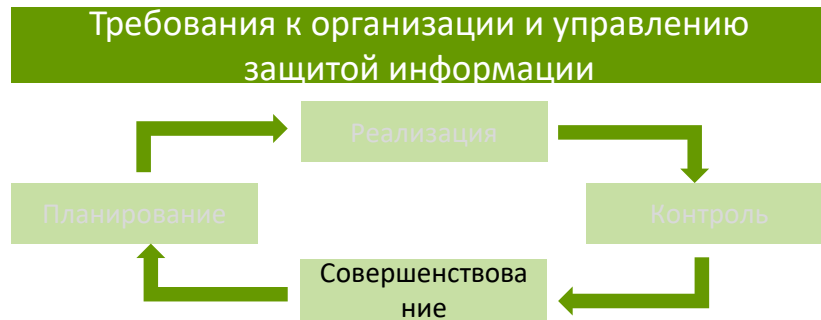 Требования к организации и управлению
защитой информации
Реализация
Планирование
Контроль
Совершенствова
ние